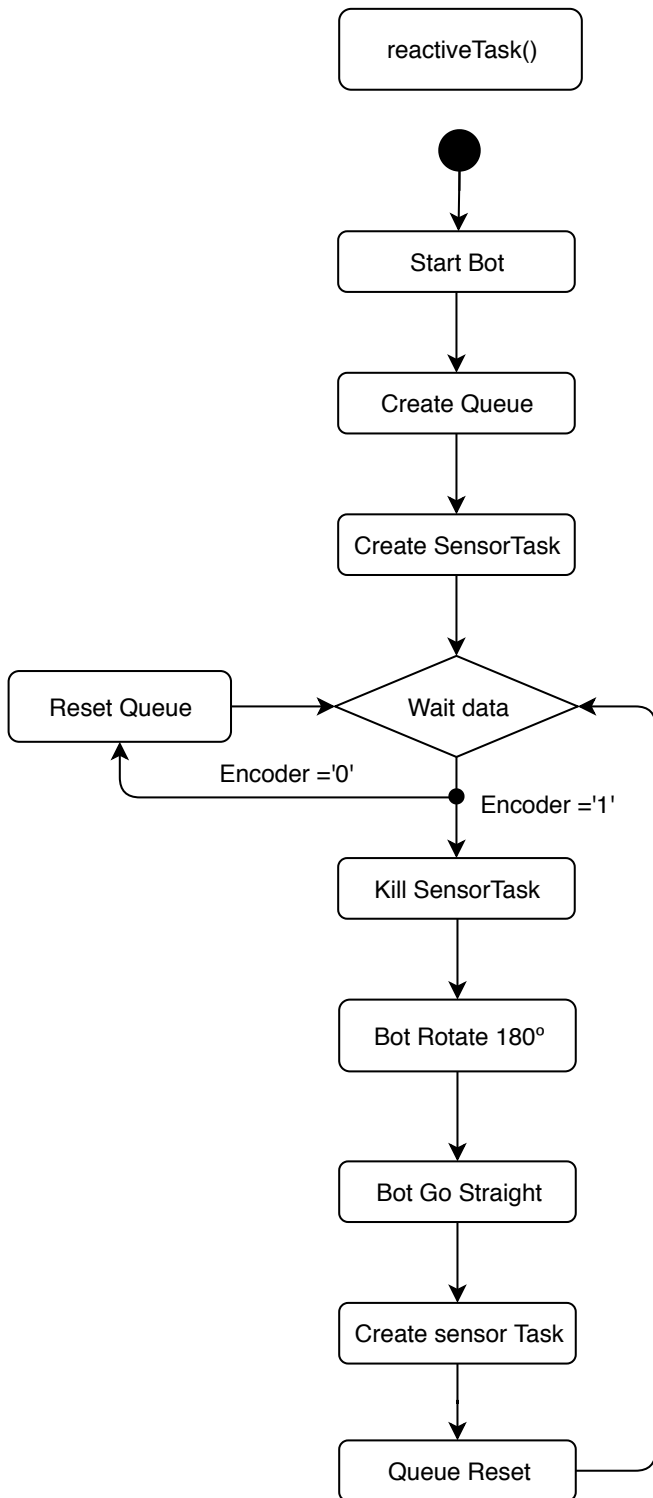 reactiveTask()
Start Bot
Create Queue
Create SensorTask
Reset Queue
Wait data
Encoder ='0'
Encoder ='1'
Kill SensorTask
Bot Rotate 180º
Bot Go Straight
Create sensor Task
Queue Reset